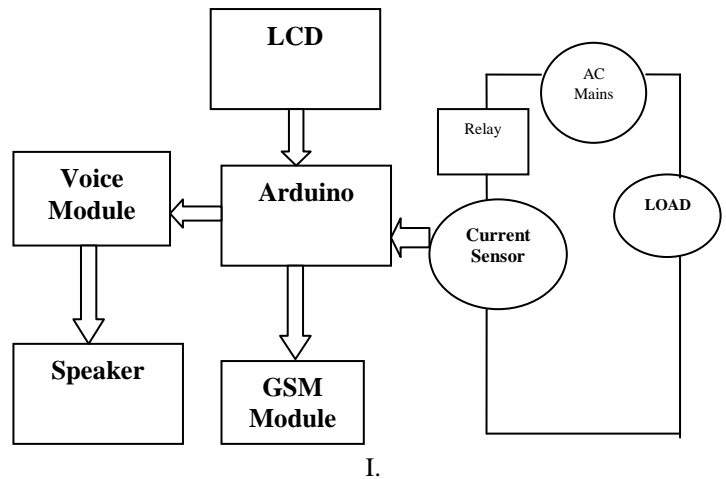 LCD
AC
Mains
Relay
Voice
Module
Arduino
LOAD
Current
Sensor
Speaker
GSM
Module
I.